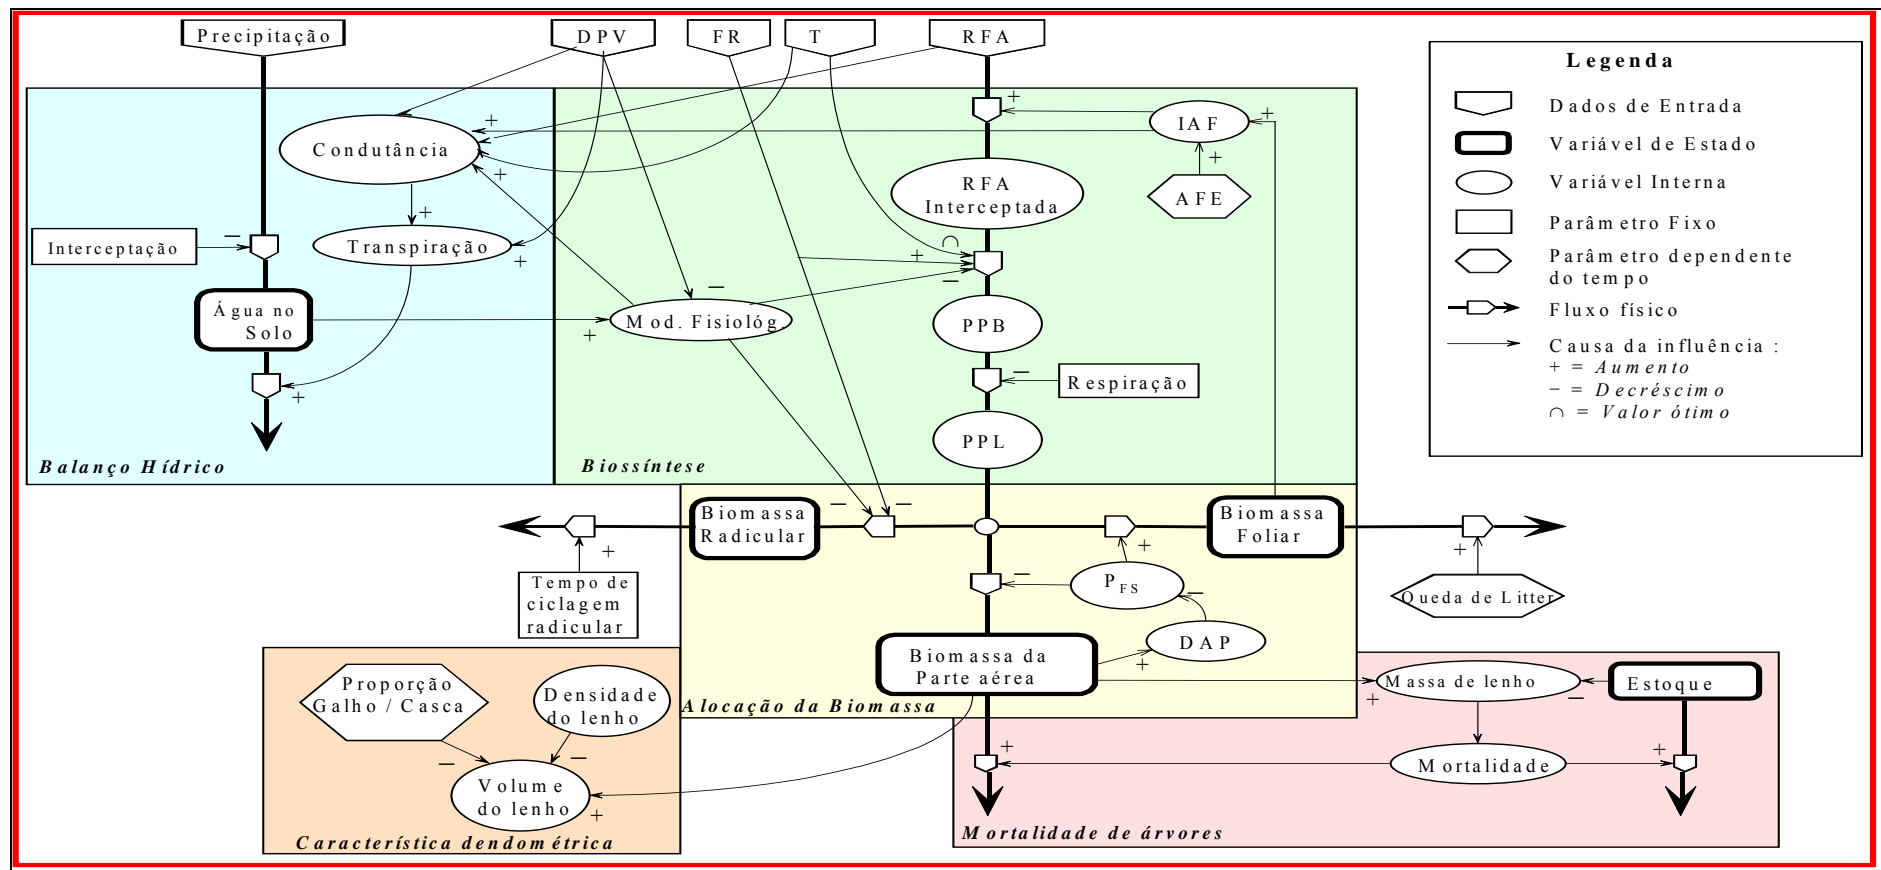 Precipitação
DPV
FR
T
RFA
Legenda
Dados de Entrada
Variável de Estado
Variável Interna
Parâmetro Fixo
Parâmetro dependente
do tempo
Fluxo físico
Causa da influência :
+ = Aumento
− = Decréscimo
∩ = Valor ótimo
Condutância
+
+
+
Transpiração
+
Interceptação
−
Água no
Solo
+
+
Balanço Hídrico
+
IAF
+
+
AFE
RFA
Interceptada
∩
+
−
−
Mod. Fisiológ.
+
PPB
−
Respiração
PPL
Biossíntese
Biomassa
Radicular
−
−
Biomassa
Foliar
+
Tempo de
ciclagem
radicular
+
−
P FS
−
DAP
+
+
Queda de Litter
Biomassa da
Parte aérea
Alocação da Biomassa
Proporção
Galho / Casca
Densidade
do lenho
−
−
Volume
do lenho
+
Característica dendométrica
Massa de lenho
+
−
Estoque
+
Mortalidade
+
Mortalidade de árvores